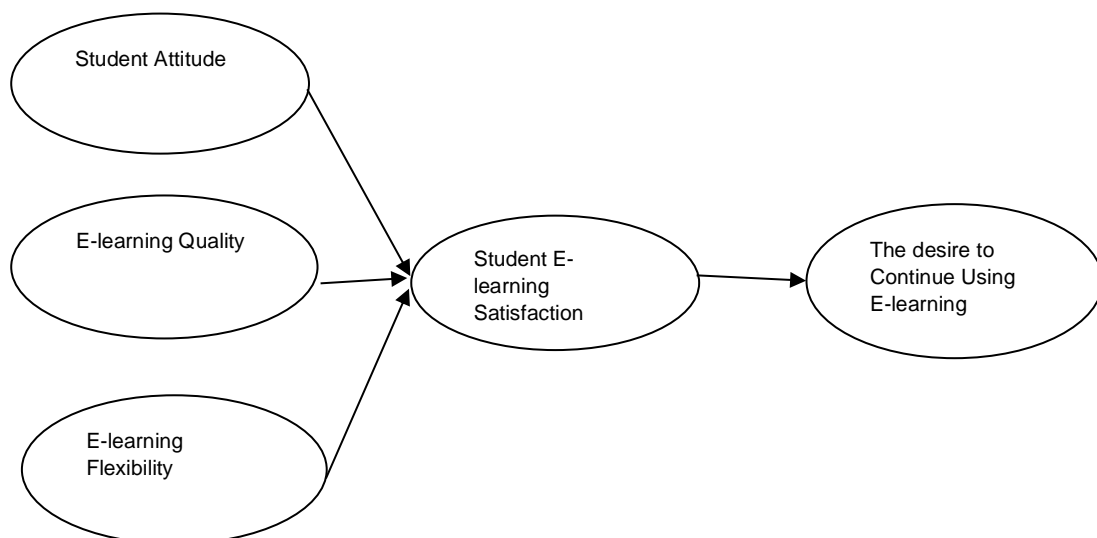 Student Attitude
E-learning Quality
E-learning
Flexibility
Student E-
learning
Satisfaction
The desire to
Continue Using
E-learning